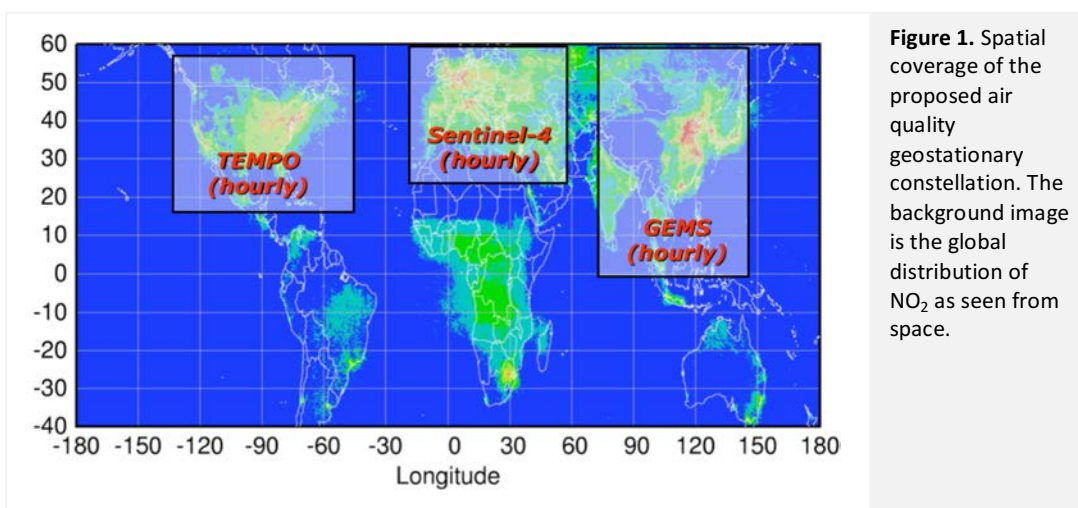 60
50
40
30
20
10
0
-10
-20
-30
-40
-180 -150 -120 -90 -60 -30 0 30 60 90 120 150 180
Longitude
TEMPO
(hourly)
Sentinel-4
(hourly)
GEMS
(hourly)
Figure 1. Spatial
coverage of the
proposed air
quality
geostationary
constellation. The
background image
is the global
distribution of
NO₂ as seen from
space.